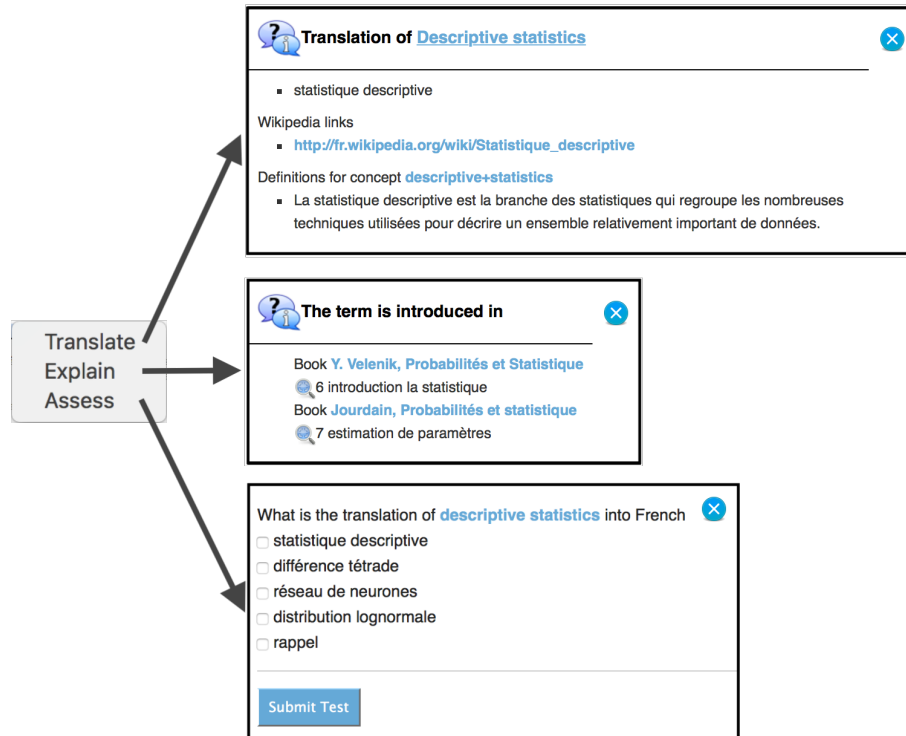 Translation of Descriptive statistics
statistique descriptive
Wikipedia links
http://fr.wikipedia.org/wiki/Statistique_descriptive
Definitions for concept descriptive+statistics
La statistique descriptive est la branche des statistiques qui regroupe les nombreuses
techniques utilisées pour décrire un ensemble relativement important de données.
Translate
Explain
Assess
The term is introduced in
Book Y. Velenik, Probabilités et Statistique
6 introduction la statistique
Book Jourdain, Probabilités et statistique
7 estimation de paramètres
What is the translation of descriptive statistics into French
statistique descriptive
différence tétrade
réseau de neurones
distribution lognormale
rappel
Submit Test